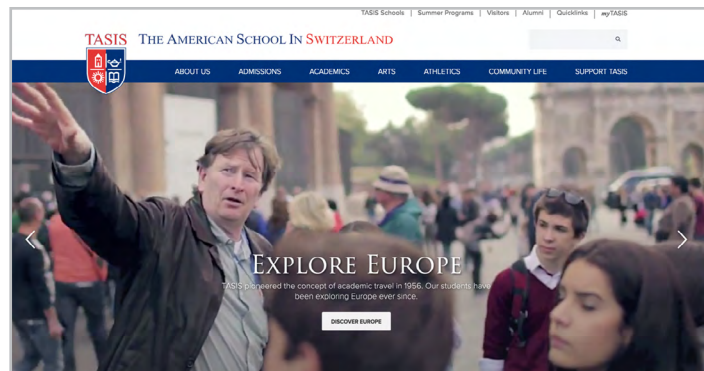 TASIS Schools | Summer Programs | Visitors | Alumni | Quicklinks | myTASIS
TASIS THE AMERICAN SCHOOL IN SWITZERLAND
ABOUT US ADMISSIONS ACADEMICS ARTS ATHLETICS COMMUNITY LIFE SUPPORT TASIS
EXPLORE EUROPE
TASIS pioneered the concept of academic travel in 1956. Our students have
been exploring Europe ever since.
DISCOVER EUROPE